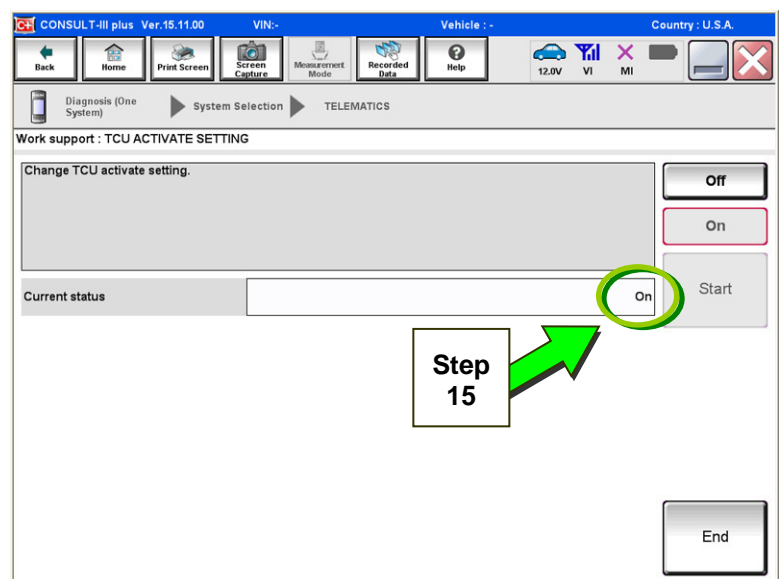 C+ CONSULT-III plus Ver.15.11.00 VIN:- Vehicle : - Country : U.S.A.
Back
Home
Print Screen
Screen
Capture
Measurement
Mode
Recorded
Data
?
Help
12.0V
VI
MI
Diagnosis (One
System)
System Selection
TELEMATICS
Work support : TCU ACTIVATE SETTING
Change TCU activate setting.
Off
On
Current status
On
Start
Step
15
End